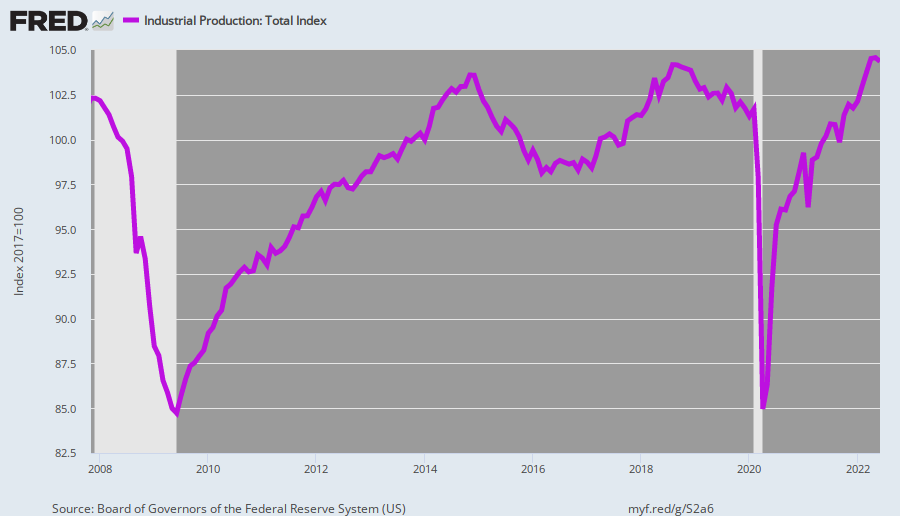 FRED Industrial Production: Total Index
105.0
102.5
100.0
97.5
95.0
92.5
90.0
87.5
85.0
82.5
Index 2017=100
2008 2010 2012 2014 2016 2018 2020 2022
Source: Board of Governors of the Federal Reserve System (US) myf.red/g/S2a6